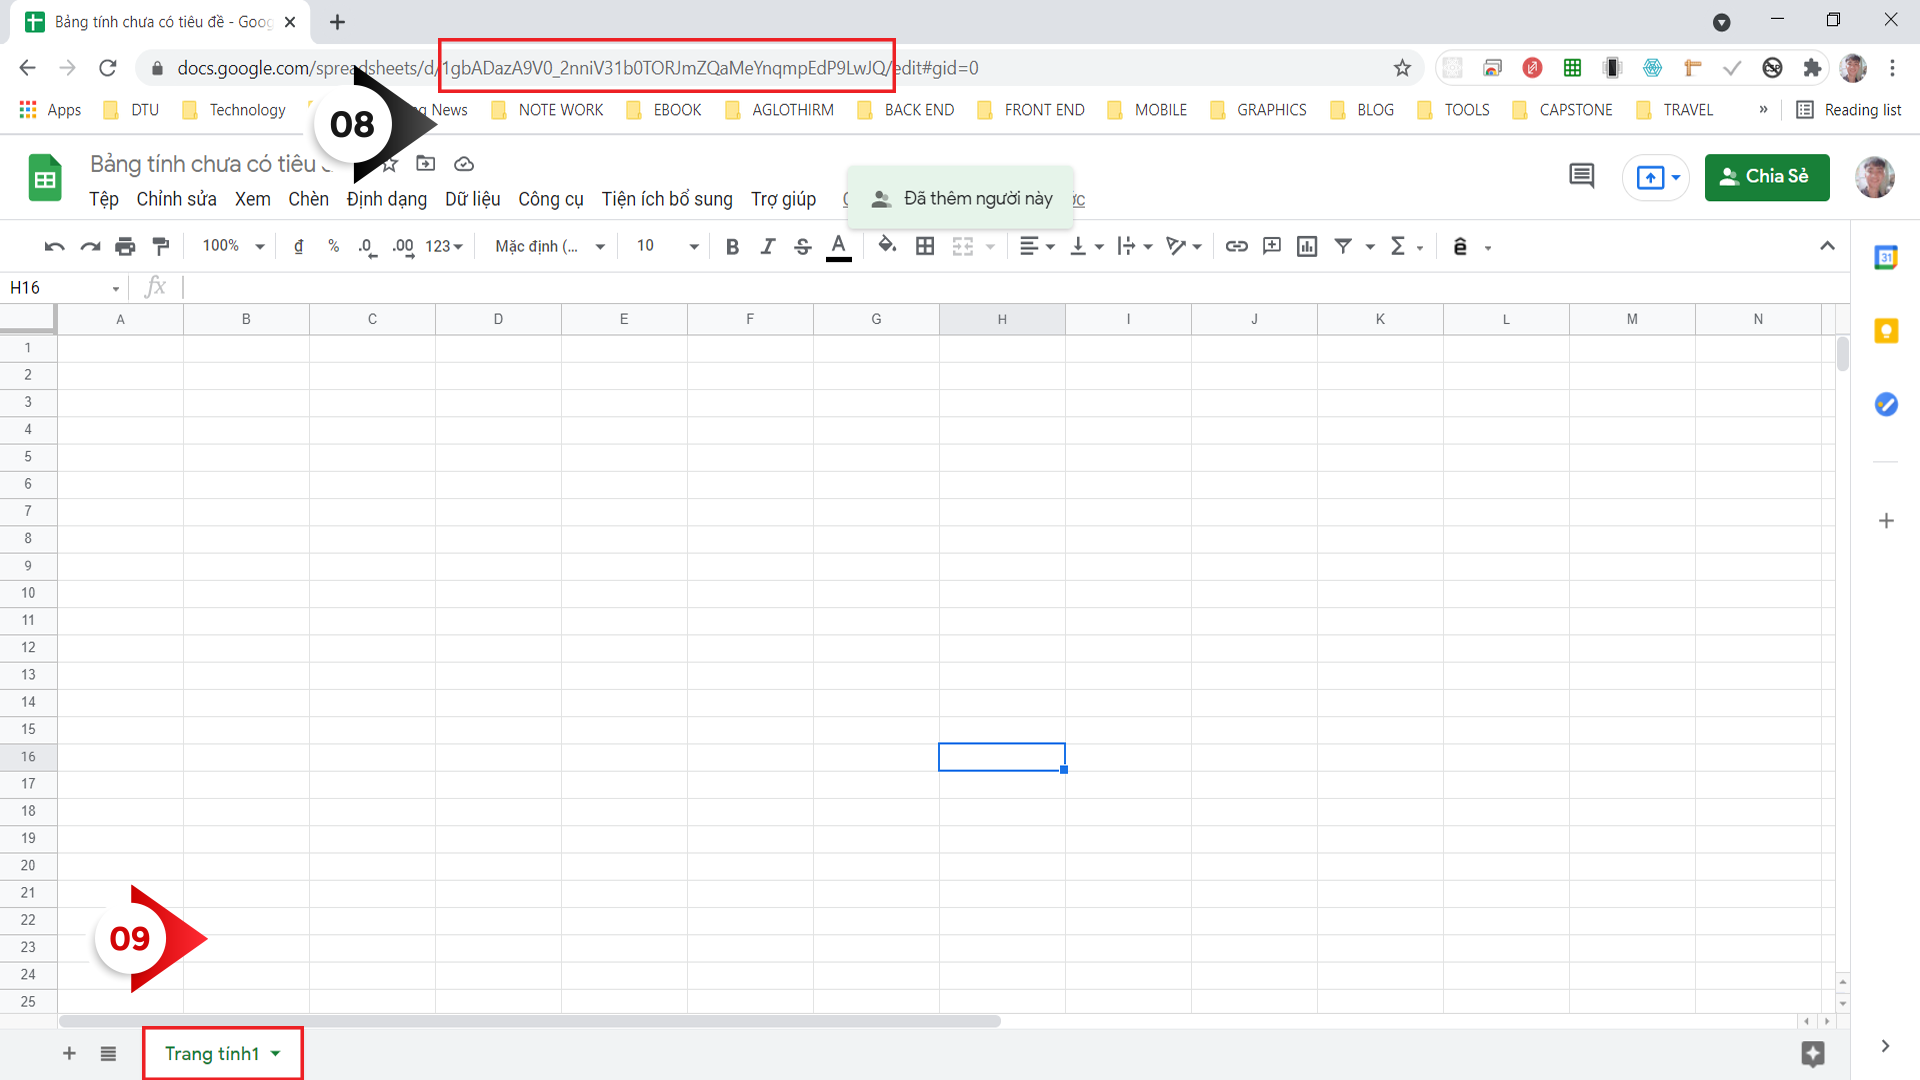 Bảng tính chưa có tiêu đề - Goog
docs.google.com/spreadsheets/d/1gbADazA9V0_2nniV31b0TORJmZQaMeYnqmpEdP9LwJQ/edit#gid=0
Apps DTU Technology News NOTE WORK EBOOK AGLOTHIRM BACK END FRONT END MOBILE GRAPHICS BLOG TOOLS CAPSTONE TRAVEL » Reading list
08
Bảng tính chưa có tiêu
Tệp Chỉnh sửa Xem Chèn Định dạng Dữ liệu Công cụ Tiện ích bổ sung Trợ giúp
Đã thêm người này
Chia Sẻ
100% ₫ % .0 .00 123 Mặc định (... 10 B I S A Σ ê
31
H16 fx
A B C D E F G H I J K L M N
1
2
3
4
5
6
7
8
9
10
11
12
13
14
15
16
17
18
19
20
21
22
23
24
25
09
Trang tính1